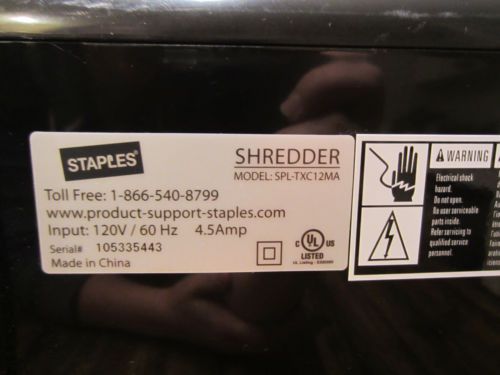 STAPLES
SHREDDER
MODEL: SPL-TXC12MA
Toll Free: 1-866-540-8799
www.product-support-staples.com
Input: 120V / 60 Hz 4.5Amp
Serial# 105335443
Made in China
C UL US
LISTED
WARNING
Electrical shock
hazard.
Do not open.
No user serviceable
parts inside.
Refer servicing to
qualified service
personnel.